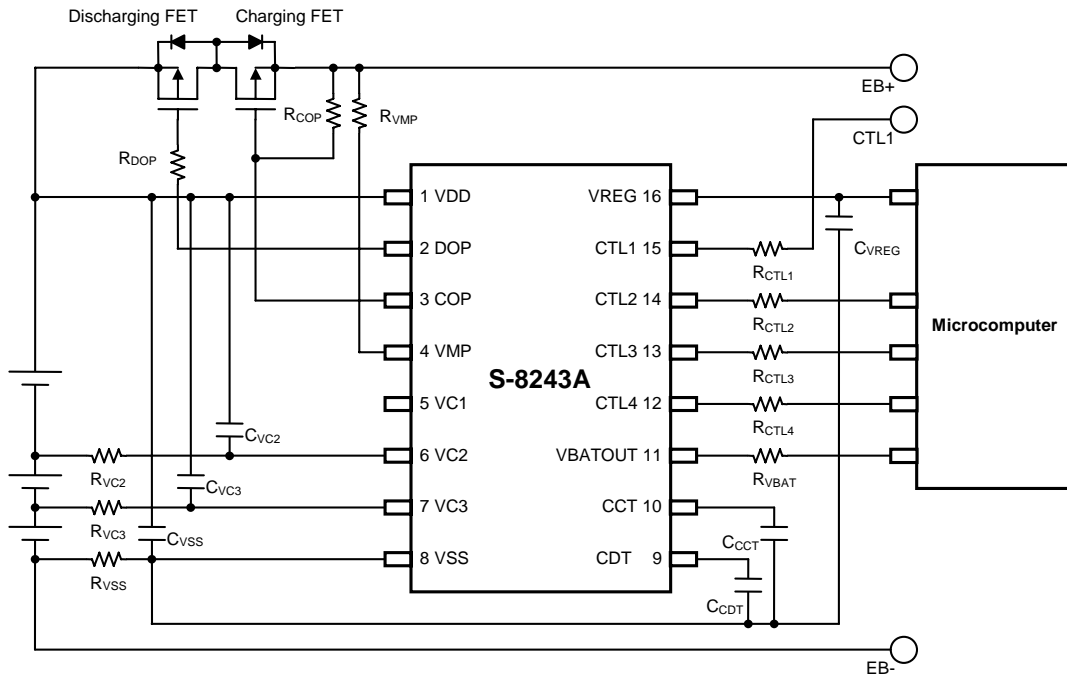 Discharging FET
Charging FET
EB+
RCOP
RVMP
CTL1
RDOP
1 VDD
VREG 16
2 DOP
CTL1 15
RCTL1
CVREG
3 COP
CTL2 14
RCTL2
Microcomputer
4 VMP
CTL3 13
S-8243A
RCTL3
5 VC1
CTL4 12
RCTL4
CVC2
6 VC2
VBATOUT 11
RVC2
RVBAT
CVC3
7 VC3
CCT 10
RVC3
CVSS
CCCT
8 VSS
CDT 9
RVSS
CCDT
EB-